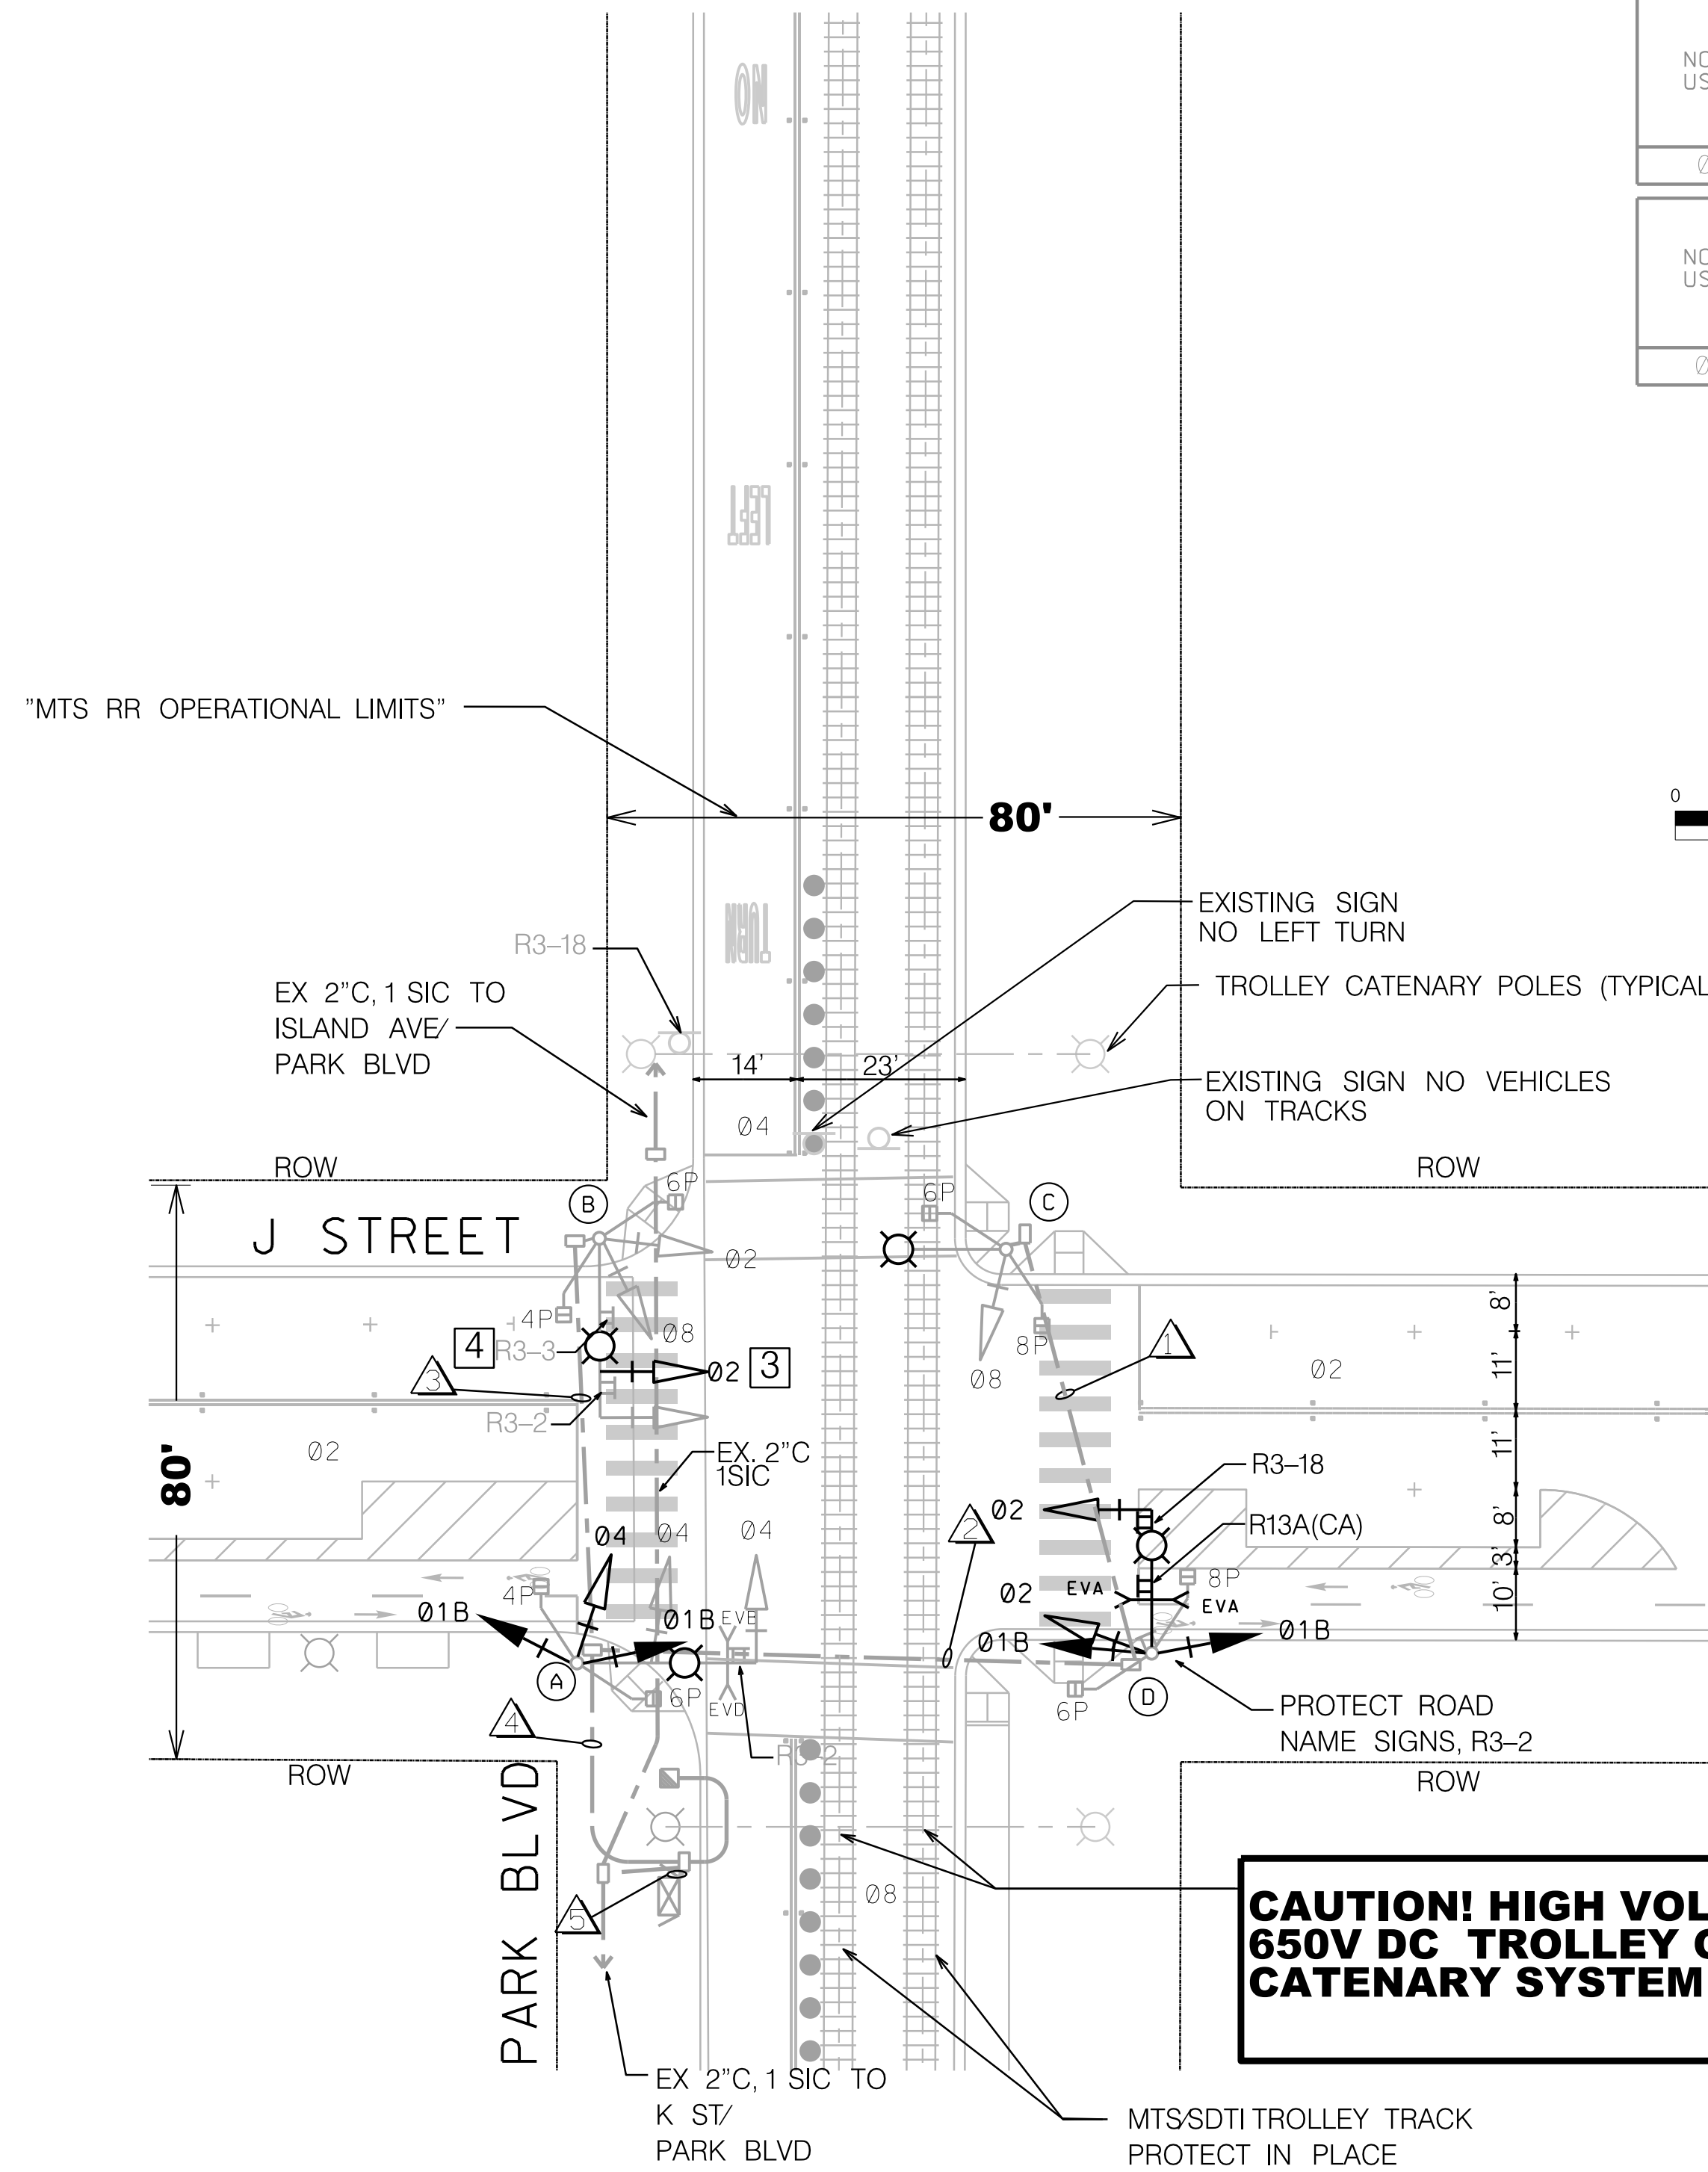 NO
LEFT
TURN
"MTS RR OPERATIONAL LIMITS"
80'
0
EXISTING SIGN
NO LEFT TURN
R3-18
TROLLEY CATENARY POLES (TYPICAL
EX 2"C, 1 SIC TO
ISLAND AVE/
PARK BLVD
14'
23'
EXISTING SIGN NO VEHICLES
ON TRACKS
Ø4
ROW
ROW
6P
6P
B
C
J STREET
Ø2
4P
Ø8
8P
Ø8
R3-3
4
3
Ø2
3
1
Ø2
R3-2
8'
11'
11'
8'
3'
10'
80'
Ø2
EX. 2"C
1SIC
R3-18
R13A(CA)
Ø2
2
Ø4
Ø4
Ø4
4P
Ø1B
Ø1B
EVB
EVD
Ø2
EVA
EVA
8P
Ø1B
Ø1B
A
6P
6P
D
4
R3-2
PROTECT ROAD
NAME SIGNS, R3-2
ROW
ROW
PARK BLVD
5
Ø8
CAUTION! HIGH VOL
650V DC TROLLEY
CATENARY SYSTEM
EX 2"C, 1 SIC TO
K ST/
PARK BLVD
MTS/SDTI TROLLEY TRACK
PROTECT IN PLACE